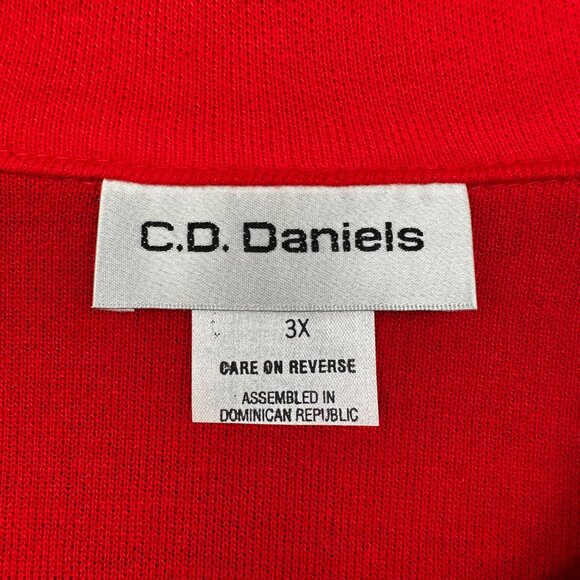 C.D. Daniels
3X
CARE ON REVERSE
ASSEMBLED IN
DOMINICAN REPUBLIC